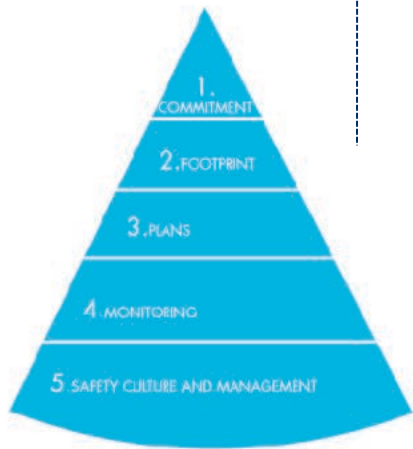 1.
COMMITMENT
2.FOOTPRINT
3.PLANS
4.MONITORING
5.SAFETY CULTURE AND MANAGEMENT